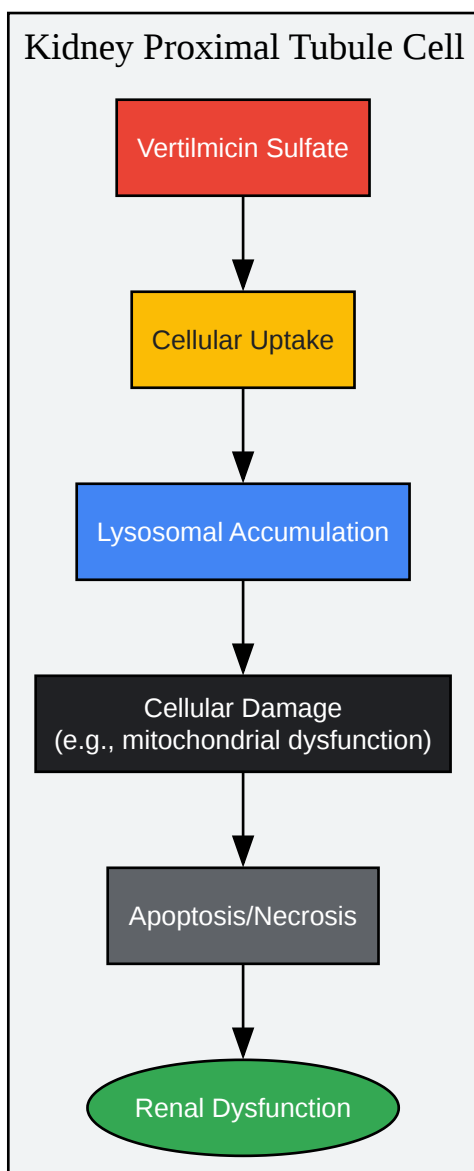 Kidney Proximal Tubule Cell
Vertilmicin Sulfate
Cellular Uptake
Lysosomal Accumulation
Cellular Damage
(e.g., mitochondrial dysfunction)
Apoptosis/Necrosis
Renal Dysfunction